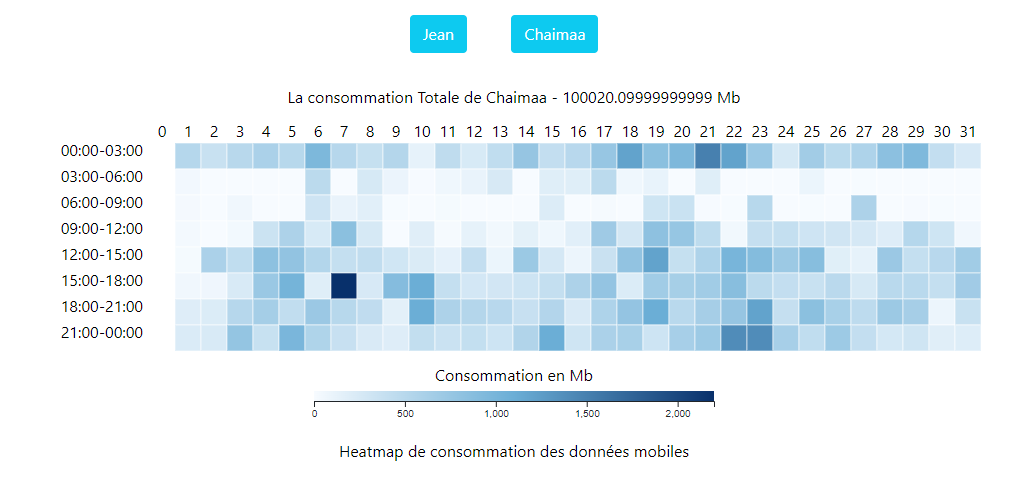 Jean Chaimaa
La consommation Totale de Chaimaa - 100020.09999999999 Mb
0 1 2 3 4 5 6 7 8 9 10 11 12 13 14 15 16 17 18 19 20 21 22 23 24 25 26 27 28 29 30 31
00:00-03:00
03:00-06:00
06:00-09:00
09:00-12:00
12:00-15:00
15:00-18:00
18:00-21:00
21:00-00:00
Consommation en Mb
0 500 1,000 1,500 2,000
Heatmap de consommation des données mobiles